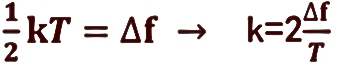 ½kT = Δf → k=2Δf/T